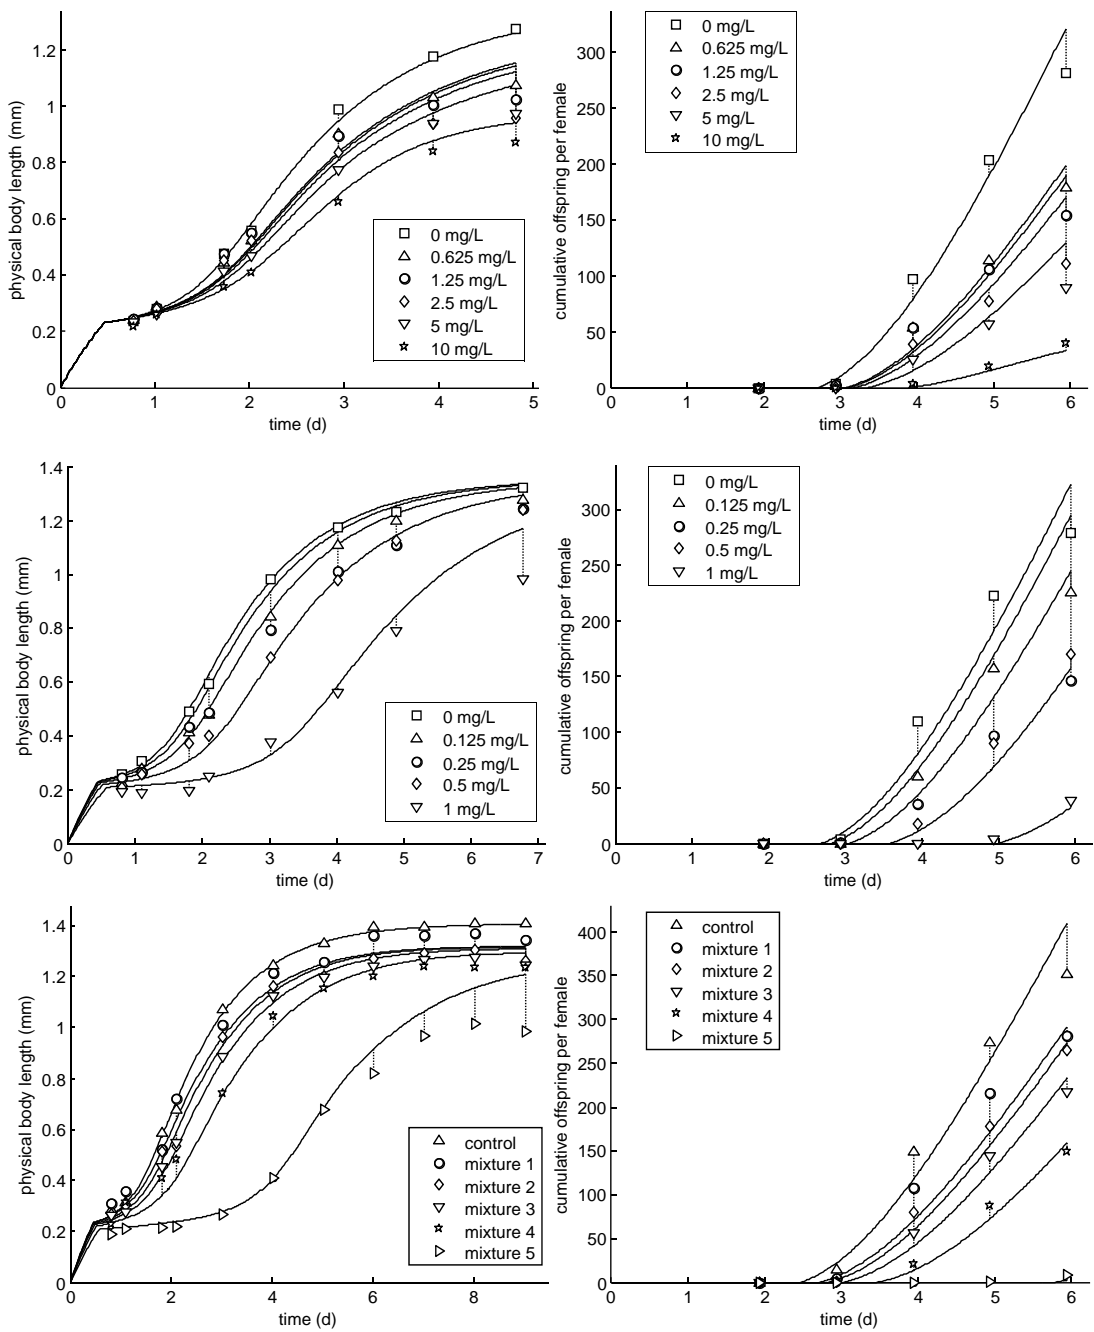 physical body length (mm)
1.2
1
0.8
0.6
0.4
0.2
0
0 1 2 3 4 5
time (d)
0 mg/L
0.625 mg/L
1.25 mg/L
2.5 mg/L
5 mg/L
10 mg/L
cumulative offspring per female
300
250
200
150
100
50
0
0 1 2 3 4 5 6
time (d)
0 mg/L
0.625 mg/L
1.25 mg/L
2.5 mg/L
5 mg/L
10 mg/L
physical body length (mm)
1.4
1.2
1
0.8
0.6
0.4
0.2
0
0 1 2 3 4 5 6 7
time (d)
0 mg/L
0.125 mg/L
0.25 mg/L
0.5 mg/L
1 mg/L
cumulative offspring per female
300
250
200
150
100
50
0
0 1 2 3 4 5 6
time (d)
0 mg/L
0.125 mg/L
0.25 mg/L
0.5 mg/L
1 mg/L
physical body length (mm)
1.4
1.2
1
0.8
0.6
0.4
0.2
0
0 2 4 6 8
time (d)
control
mixture 1
mixture 2
mixture 3
mixture 4
mixture 5
cumulative offspring per female
400
350
300
250
200
150
100
50
0
0 1 2 3 4 5 6
time (d)
control
mixture 1
mixture 2
mixture 3
mixture 4
mixture 5